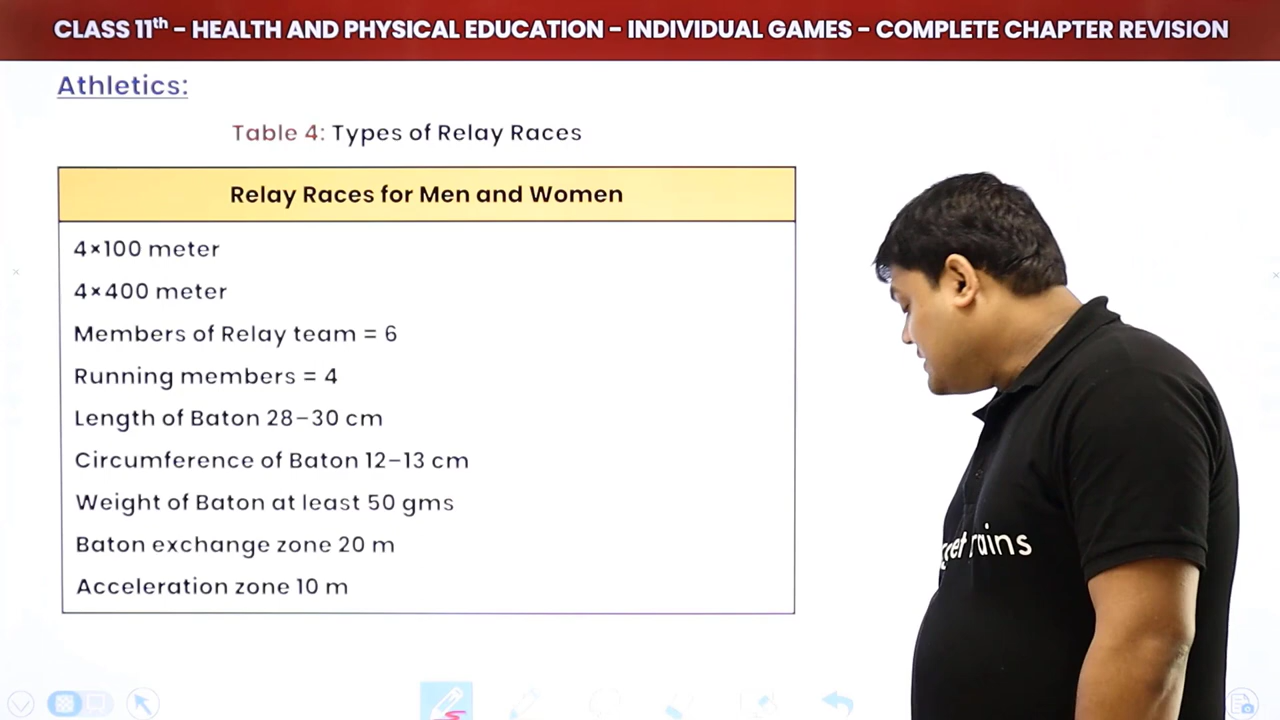 CLASS 11th – HEALTH AND PHYSICAL EDUCATION – INDIVIDUAL GAMES – COMPLETE CHAPTER REVISION
Athletics:
Table 4: Types of Relay Races
Relay Races for Men and Women
4×100 meter
4×400 meter
Members of Relay team = 6
Running members = 4
Length of Baton 28–30 cm
Circumference of Baton 12–13 cm
Weight of Baton at least 50 gms
Baton exchange zone 20 m
Acceleration zone 10 m